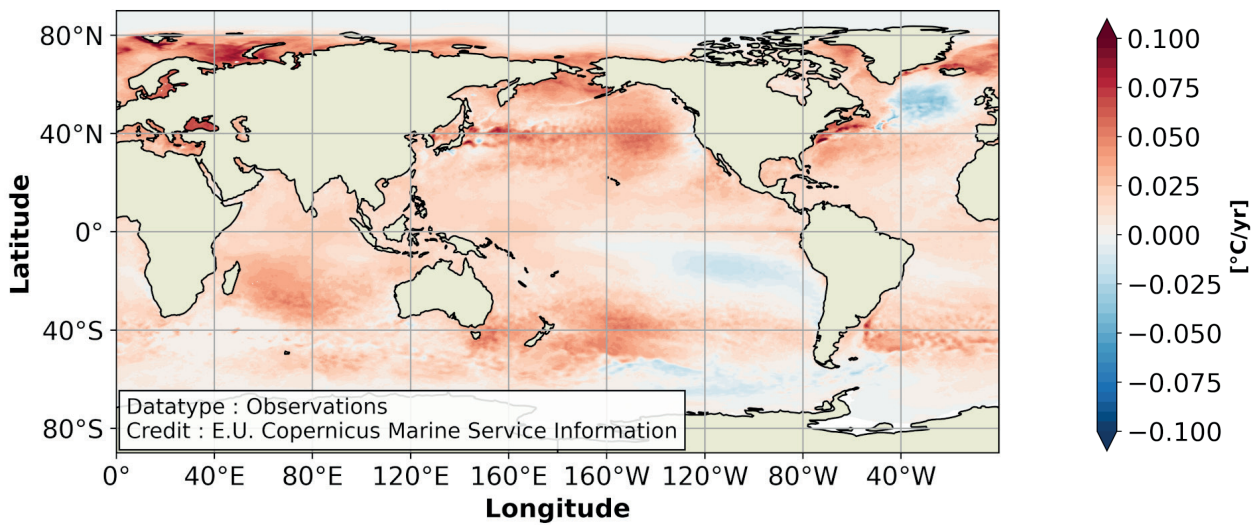 80°N
40°N
0°
40°S
80°S
Latitude
Datatype : Observations
Credit : E.U. Copernicus Marine Service Information
0°
40°E
80°E
120°E
160°E
160°W
120°W
80°W
40°W
Longitude
0.100
0.075
0.050
0.025
0.000
−0.025
−0.050
−0.075
−0.100
[°C/yr]